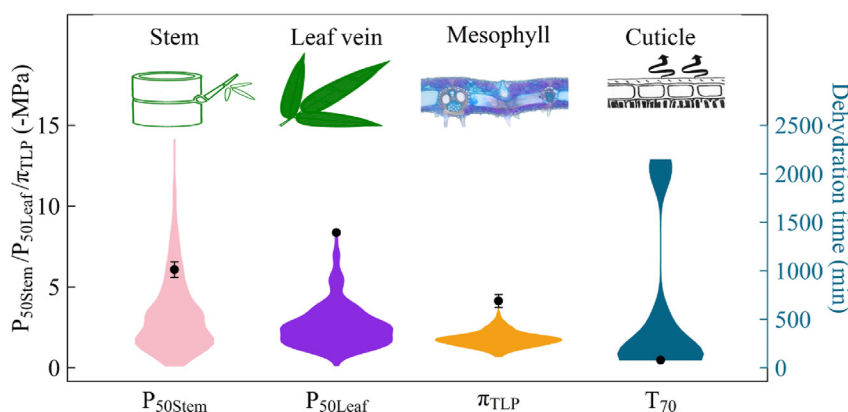 Stem Leaf vein Mesophyll Cuticle
P50Stem/P50Leaf/πTLP (-MPa)
15
10
5
0
Dehydration time (min)
2500
2000
1500
1000
500
0
P50Stem P50Leaf πTLP T70